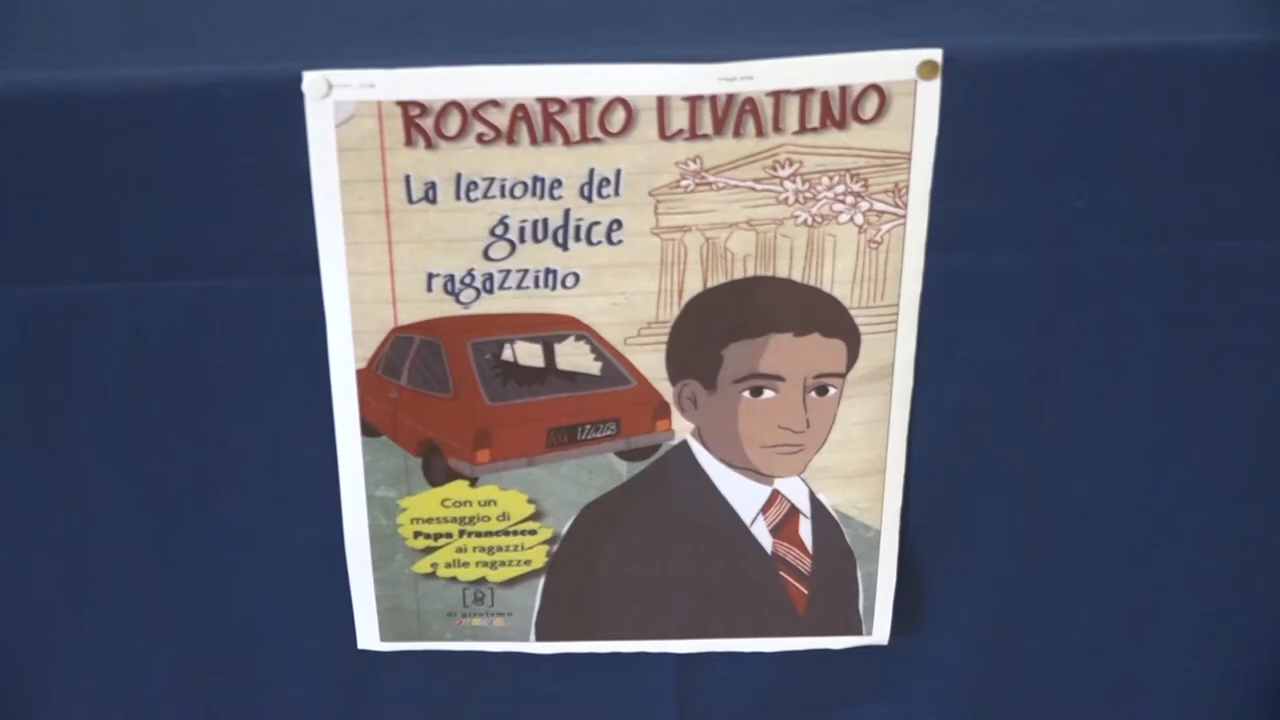 ROSARIO LIVATINO
La lezione del
giudice
ragazzino
Con un
messaggio di
Papa Francesco
ai ragazzi
e alle ragazze
di girolamo